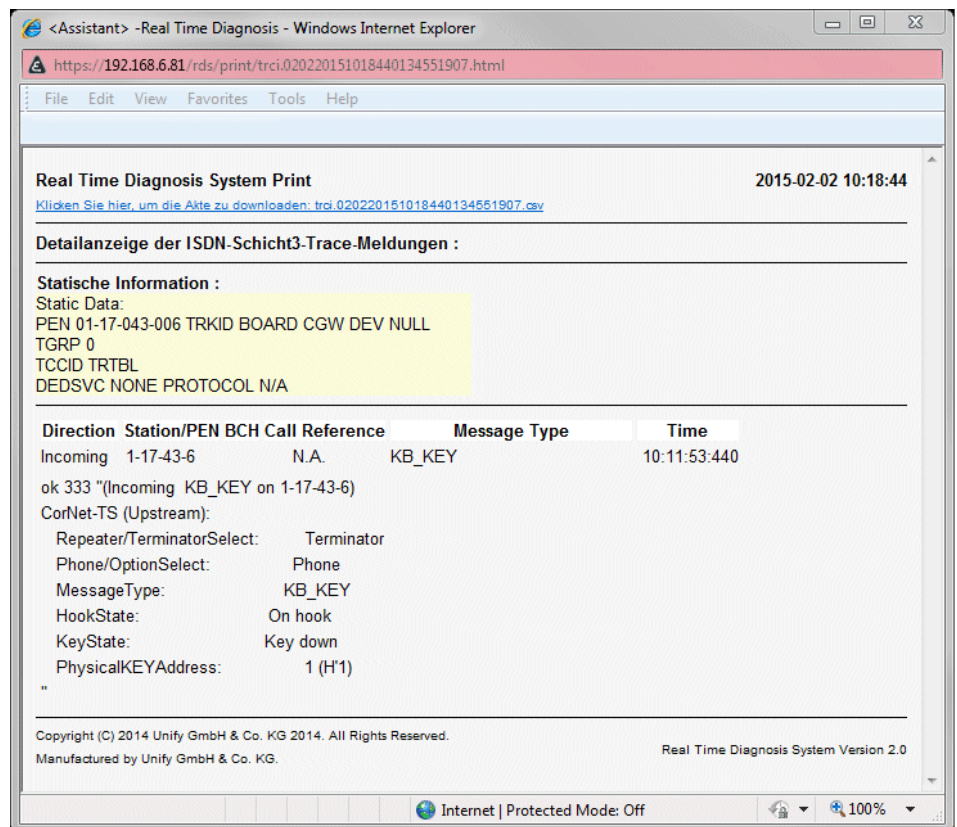 <Assistant> -Real Time Diagnosis - Windows Internet Explorer
https://192.168.6.81/rds/print/trci.020220151018440134551907.html
File Edit View Favorites Tools Help
Real Time Diagnosis System Print 2015-02-02 10:18:44
Klicken Sie hier, um die Akte zu downloaden: trci.020220151018440134551907.csv
Detailanzeige der ISDN-Schicht3-Trace-Meldungen :
Statische Information :
Static Data:
PEN 01-17-043-006 TRKID BOARD CGW DEV NULL
TGRP 0
TCCID TRTBL
DEDSVC NONE PROTOCOL N/A
Direction Station/PEN BCH Call Reference Message Type Time
Incoming 1-17-43-6 N.A. KB_KEY 10:11:53:440
ok 333 "(Incoming KB_KEY on 1-17-43-6)
CorNet-TS (Upstream):
Repeater/TerminatorSelect: Terminator
Phone/OptionSelect: Phone
MessageType: KB_KEY
HookState: On hook
KeyState: Key down
PhysicalKEYAddress: 1 (H'1)
"
Copyright (C) 2014 Unify GmbH & Co. KG 2014. All Rights Reserved.
Manufactured by Unify GmbH & Co. KG.
Real Time Diagnosis System Version 2.0
Internet | Protected Mode: Off 100%